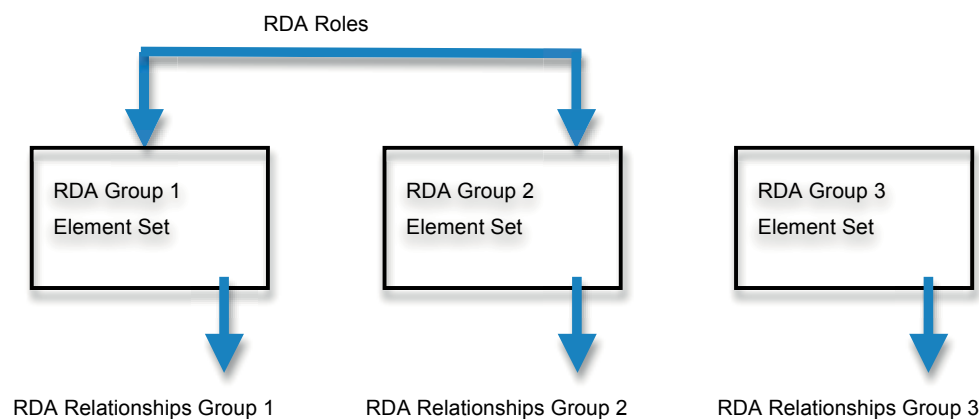 RDA Roles
RDA Group 1
Element Set
RDA Group 2
Element Set
RDA Group 3
Element Set
RDA Relationships Group 1
RDA Relationships Group 2
RDA Relationships Group 3